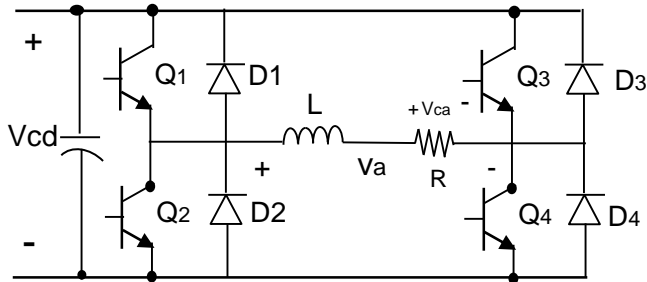 + Q1 D1 Q3 D3
Vcd L + Vca -
+ va R -
- Q2 D2 Q4 D4